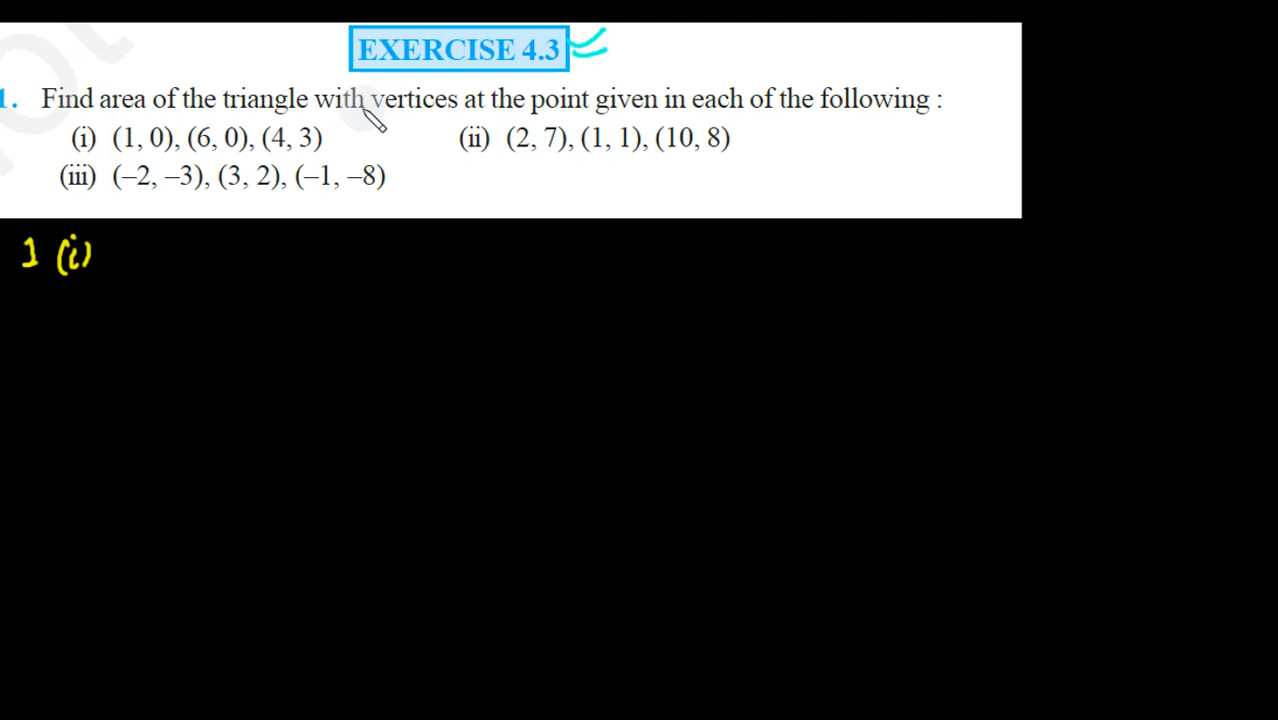 EXERCISE 4.3
1. Find area of the triangle with vertices at the point given in each of the following :
(i) (1, 0), (6, 0), (4, 3) (ii) (2, 7), (1, 1), (10, 8)
(iii) (–2, –3), (3, 2), (–1, –8)
1 (i)